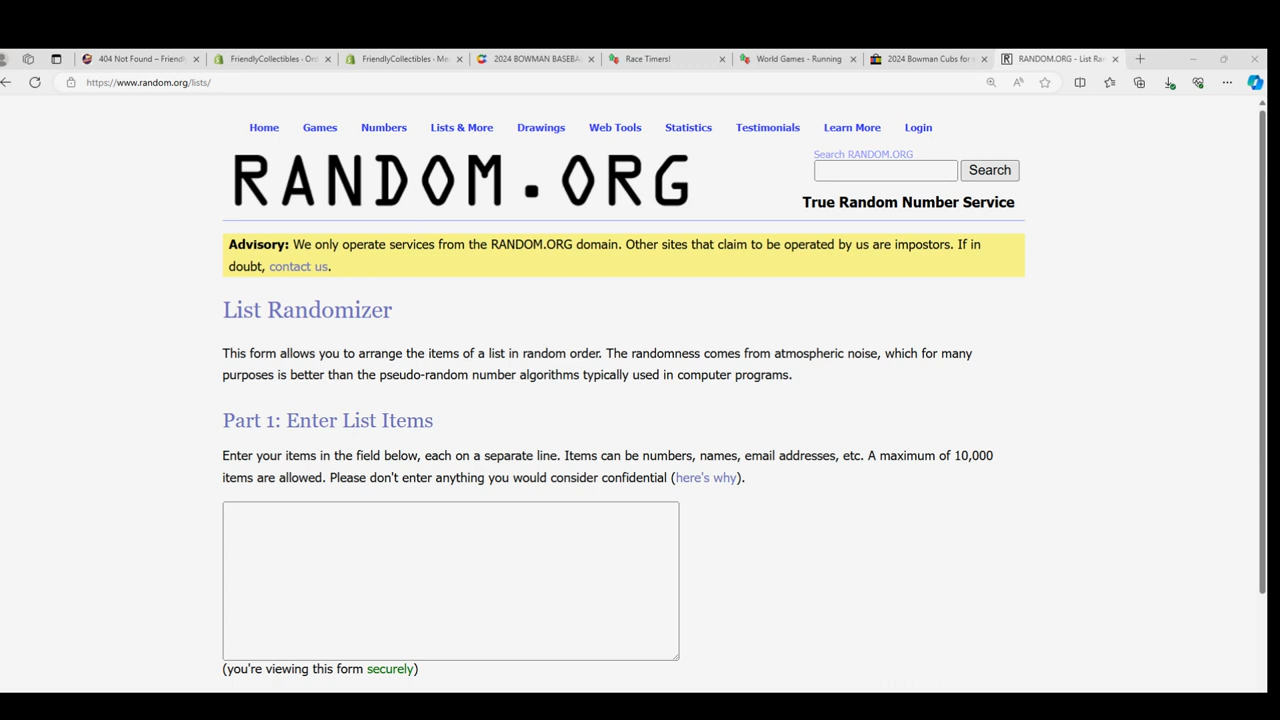 404 Not Found – Friendly
FriendlyCollectibles - Ord
FriendlyCollectibles - Me
2024 BOWMAN BASEBA
Race Timers!
World Games - Running
2024 Bowman Cubs for s
RANDOM.ORG - List Ra
https://www.random.org/lists/
Home Games Numbers Lists & More Drawings Web Tools Statistics Testimonials Learn More Login
RANDOM.ORG
Search RANDOM.ORG
Search
True Random Number Service
Advisory: We only operate services from the RANDOM.ORG domain. Other sites that claim to be operated by us are impostors. If in
doubt, contact us.
List Randomizer
This form allows you to arrange the items of a list in random order. The randomness comes from atmospheric noise, which for many
purposes is better than the pseudo-random number algorithms typically used in computer programs.
Part 1: Enter List Items
Enter your items in the field below, each on a separate line. Items can be numbers, names, email addresses, etc. A maximum of 10,000
items are allowed. Please don't enter anything you would consider confidential (here's why).
(you're viewing this form securely)